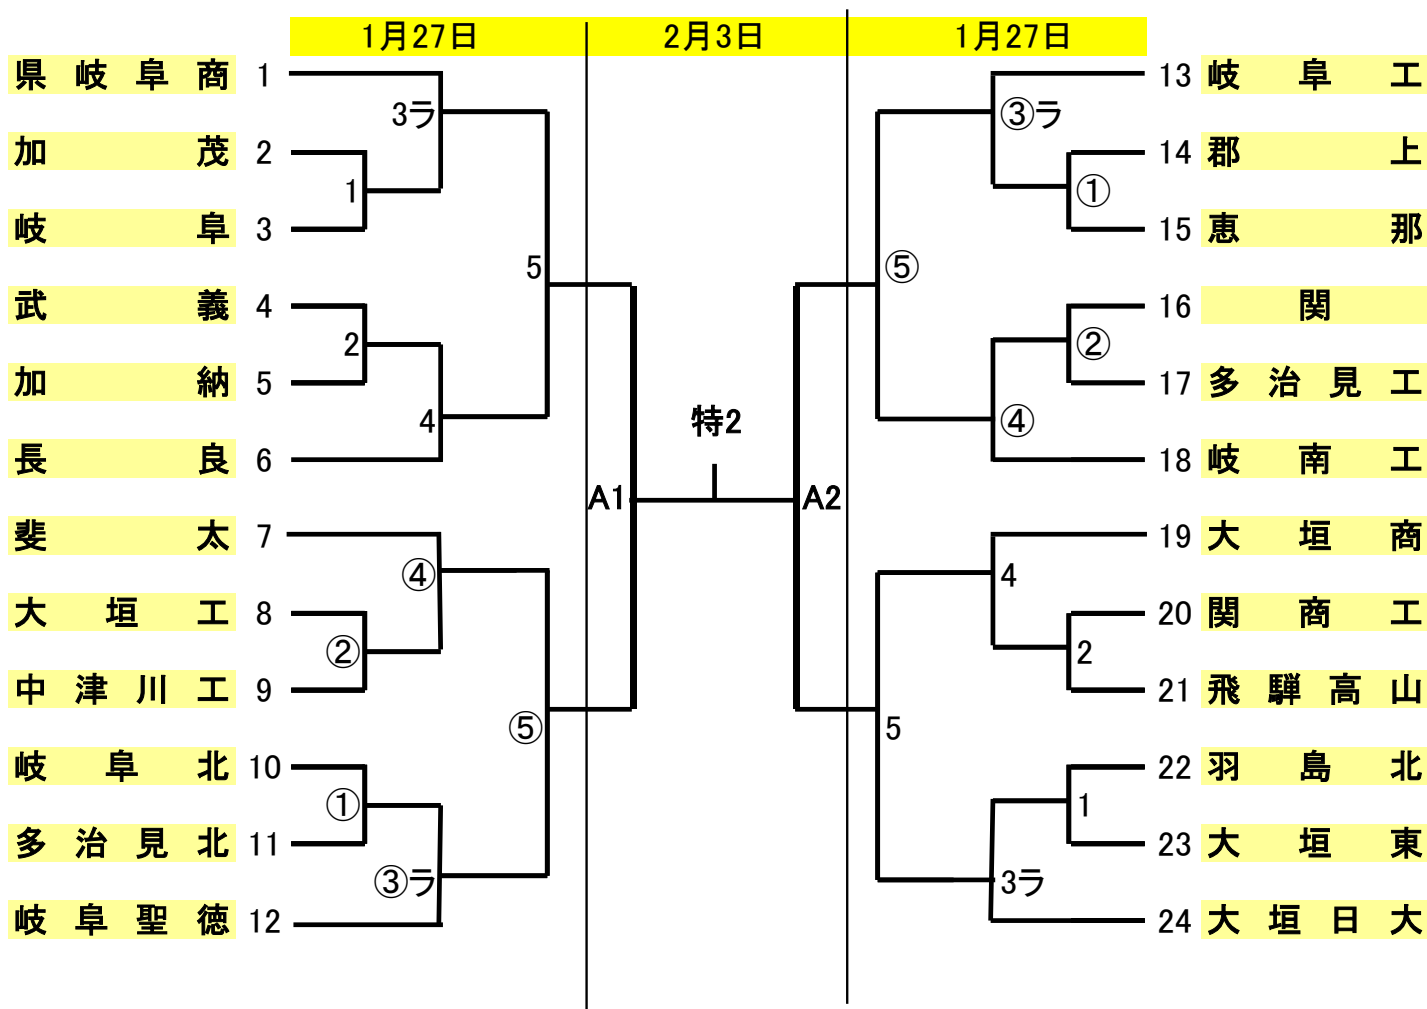 1月27日 2月3日 1月27日
県岐阜商 1 13 岐阜工
3ラ ③ラ
加茂 2 14 郡上
1 ①
岐阜 3 15 恵那
5 ⑤
武義 4 16 関
2 ②
加納 5 17 多治見工
特2
4 ④
長良 6 18 岐南工
A1 A2
斐太 7 19 大垣商
④ 4
大垣工 8 20 関商工
② 2
中津川工 9 21 飛騨高山
⑤ 5
岐阜北 10 22 羽島北
① 1
多治見北 11 23 大垣東
③ラ 3ラ
岐阜聖徳 12 24 大垣日大